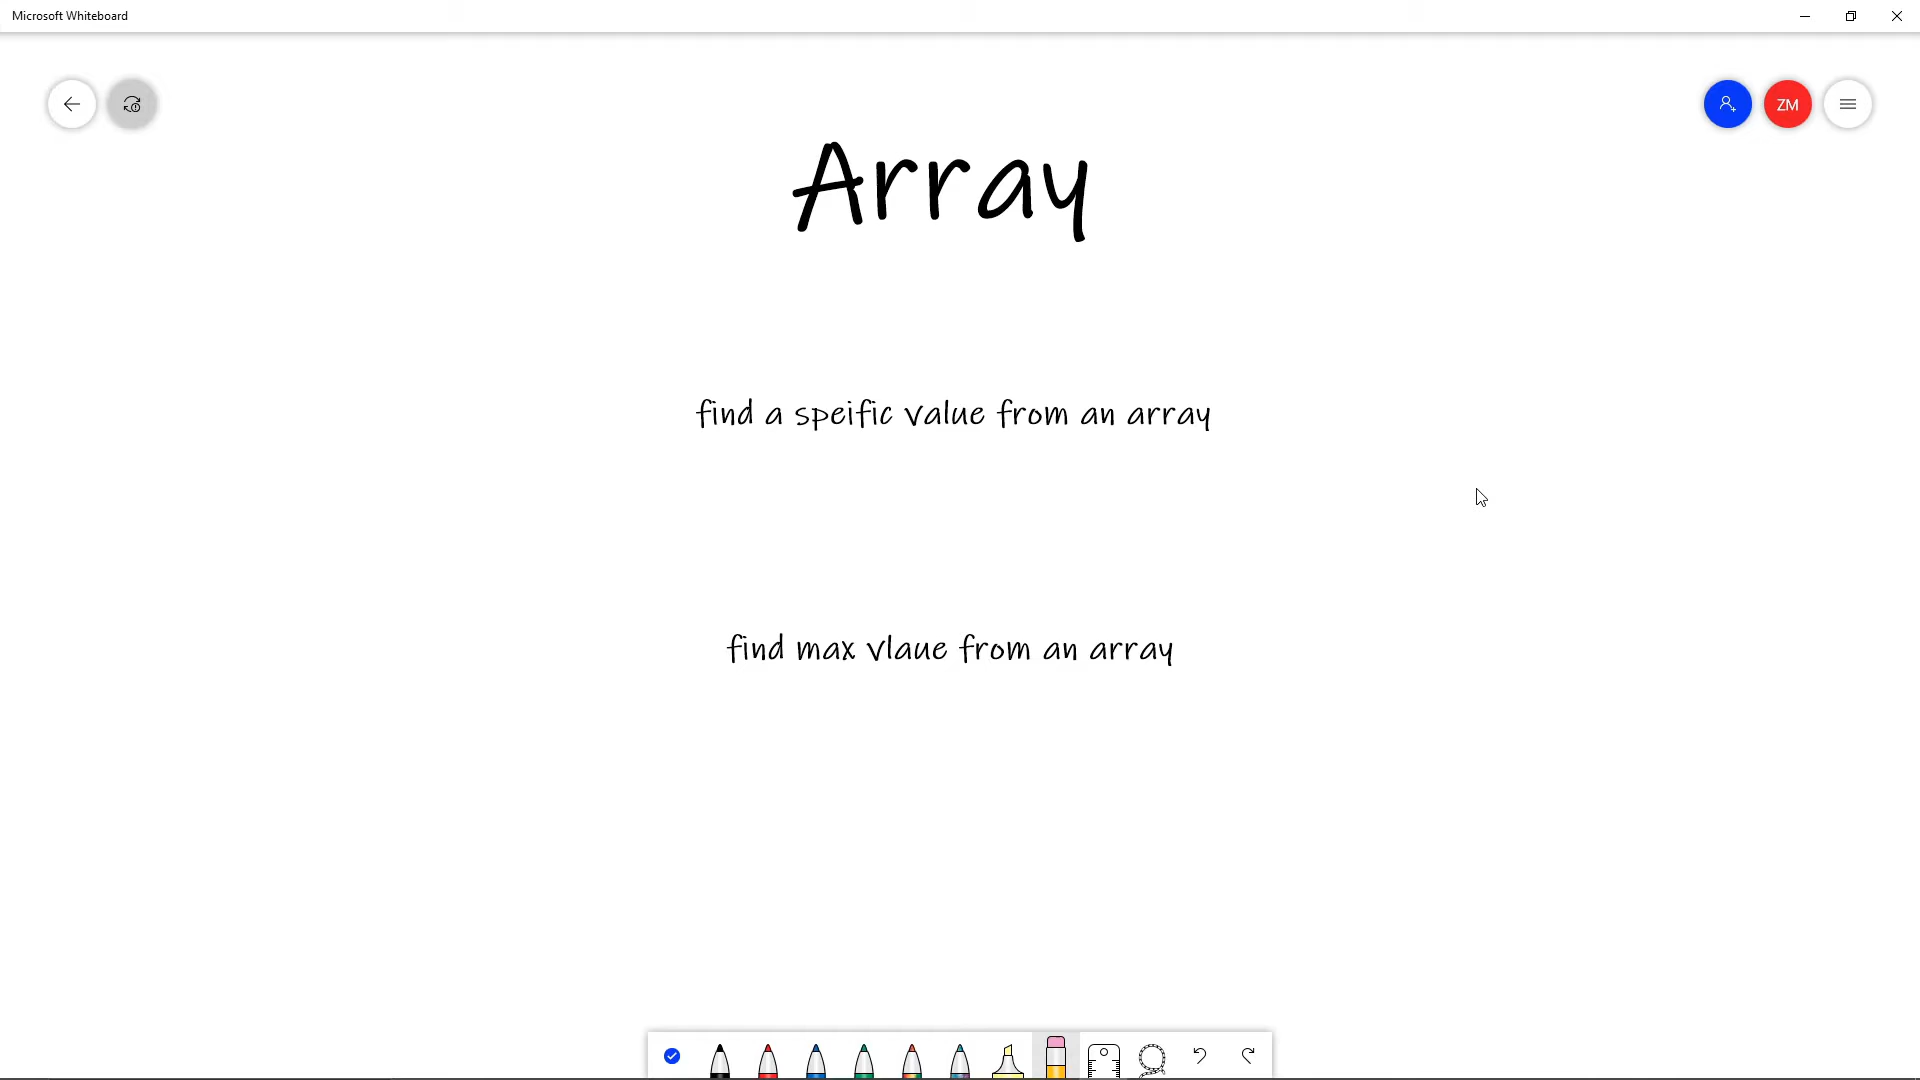 Microsoft Whiteboard
ZM
Array
find a speific value from an array
find max vlaue from an array